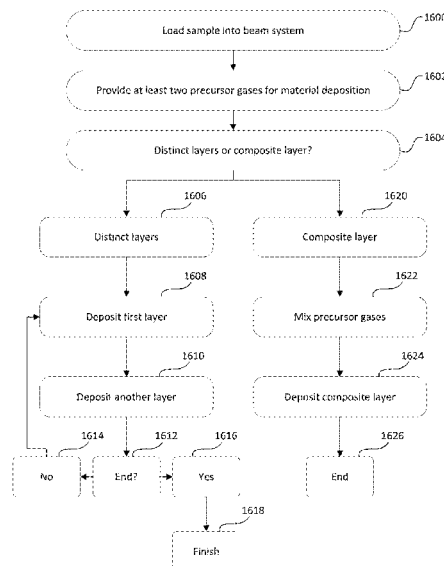 Load sample into beam system
1600
Provide at least two precursor gases for material deposition
1602
Distinct layers or composite layer?
1604
1606
Distinct layers
1620
Composite layer
1608
Deposit first layer
1622
Mix precursor gases
1610
Deposit another layer
1624
Deposit composite layer
1614
No
1612
End?
1616
Yes
1626
End
1618
Finish